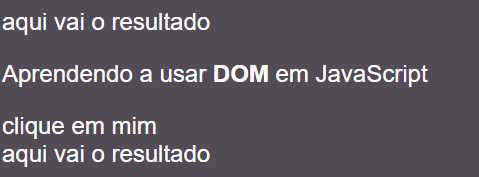 aqui vai o resultado
Aprendendo a usar DOM em JavaScript
clique em mim
aqui vai o resultado